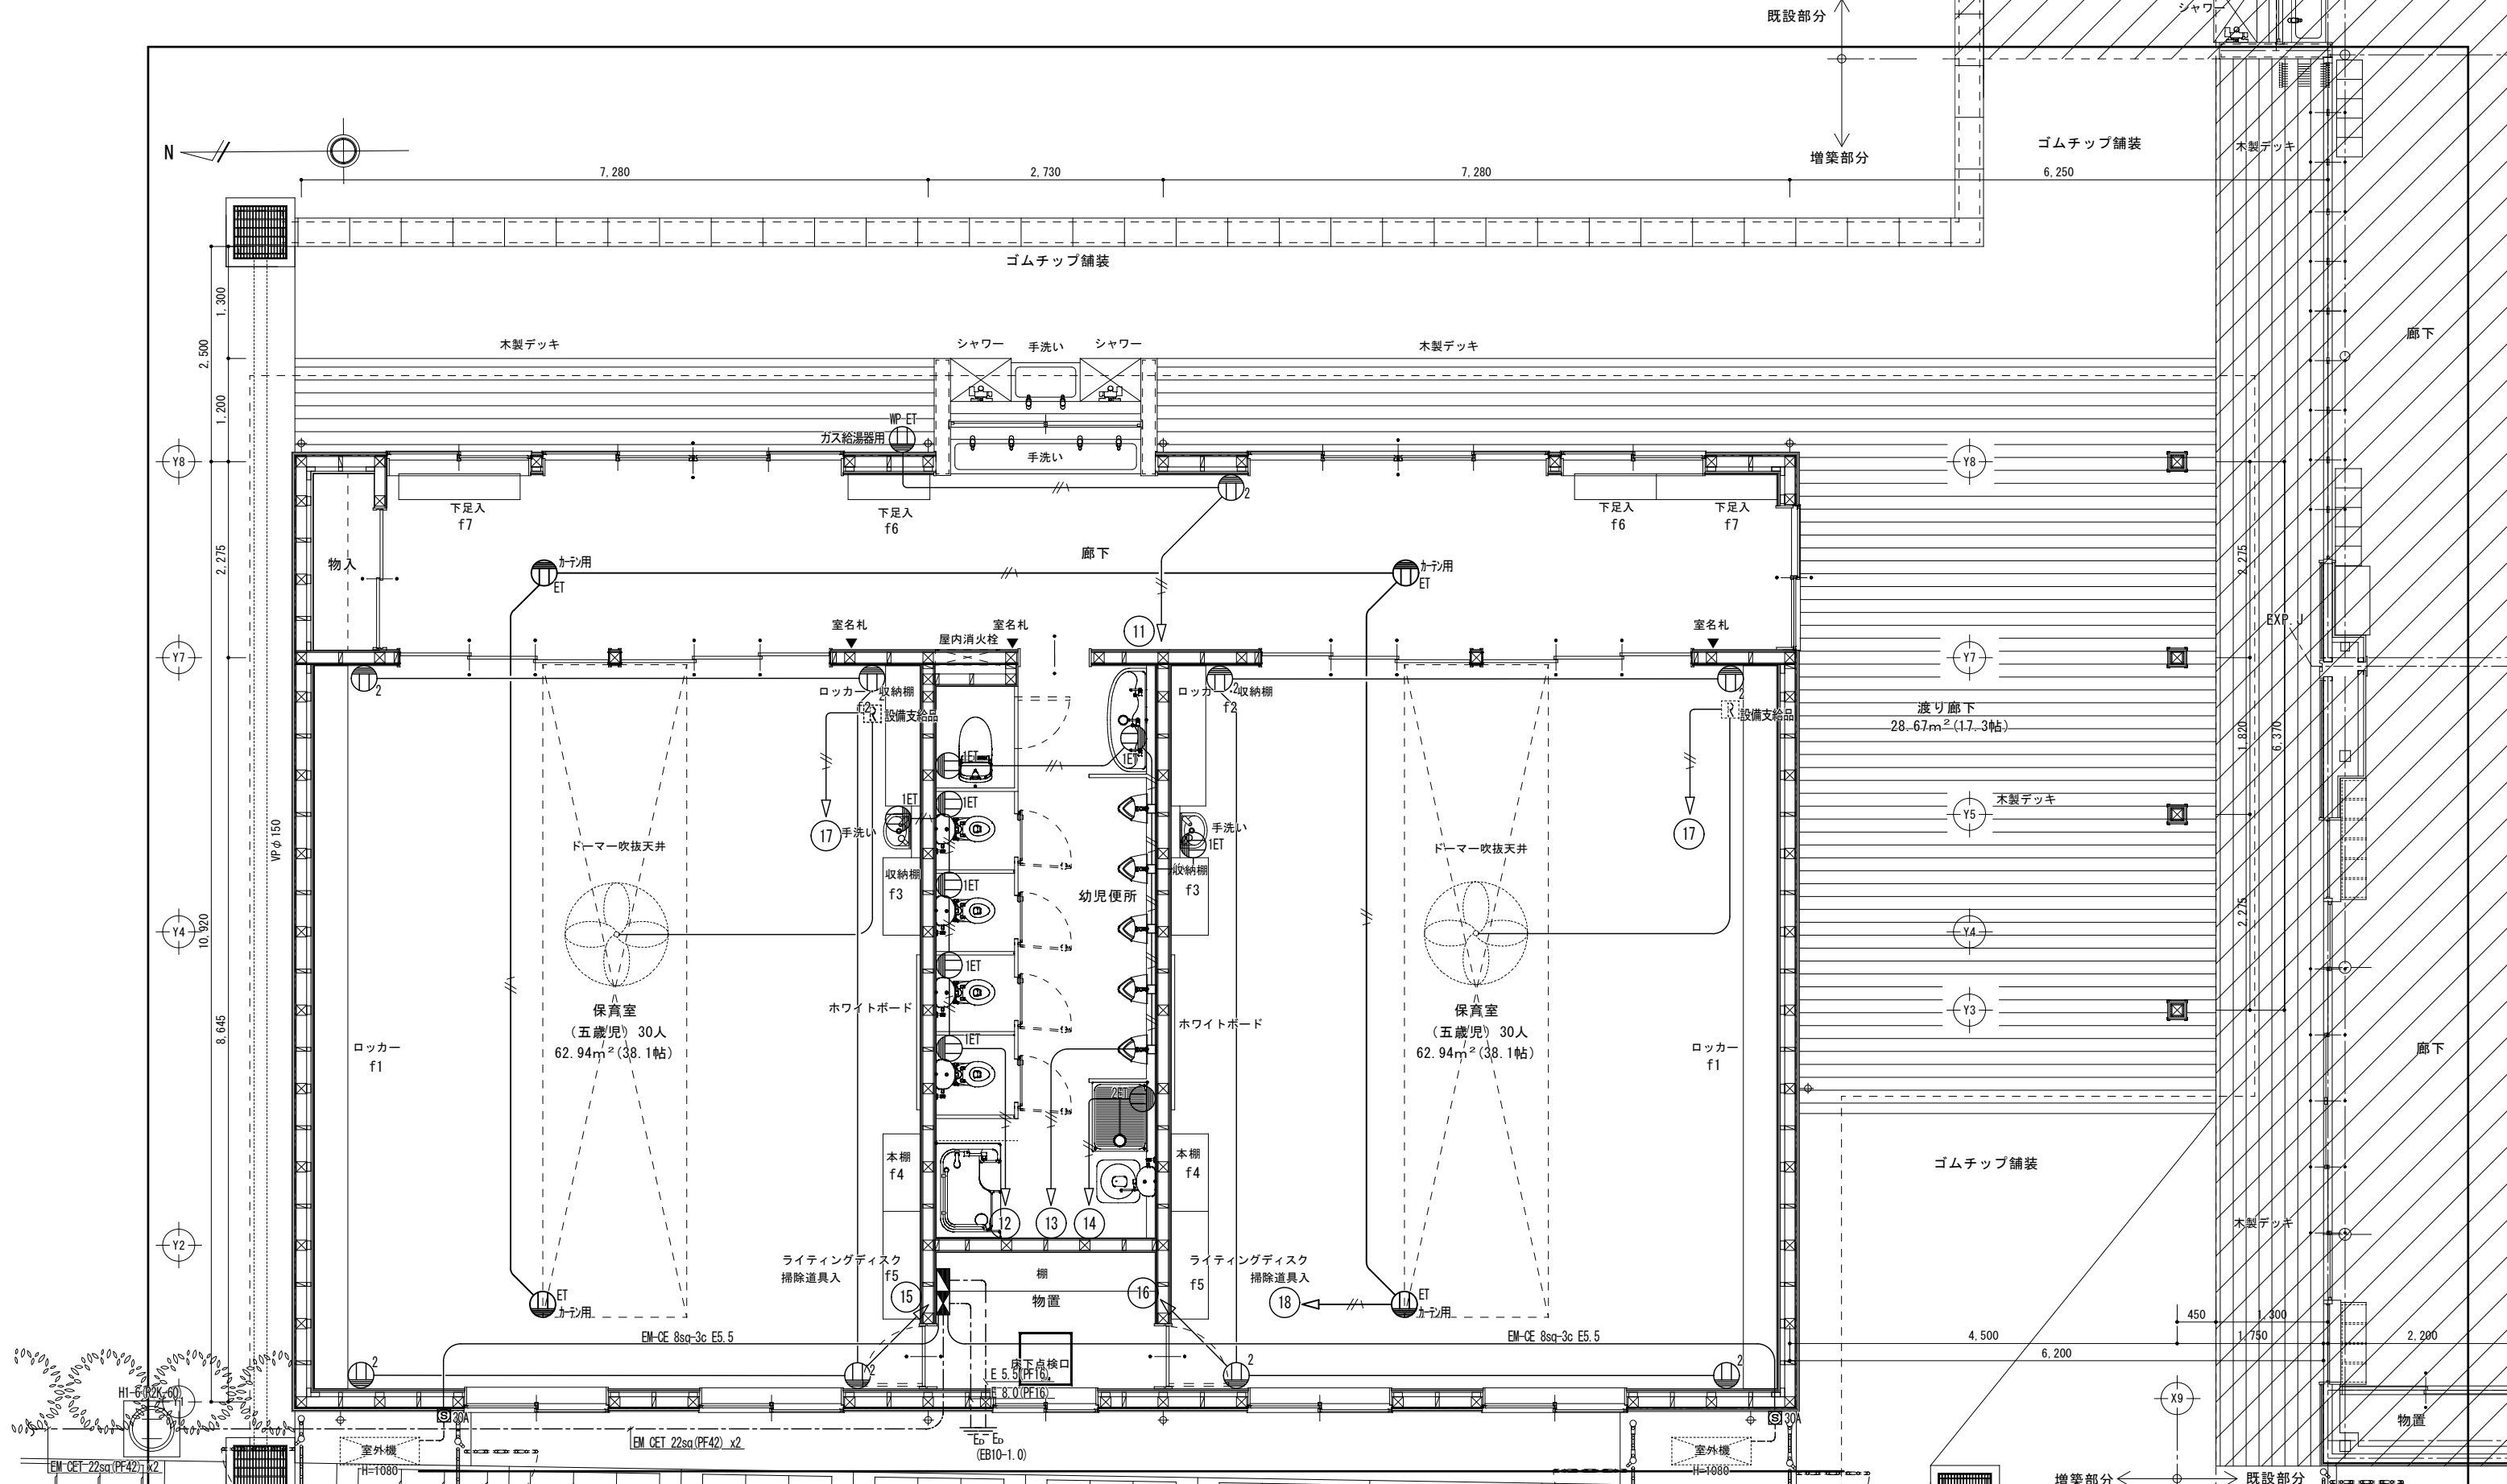 既設部分
シャワー
増築部分
N
7,280
2,730
7,280
6,250
ゴムチップ舗装
木製デッキ
ゴムチップ舗装
1,300
2,500
1,200
木製デッキ
シャワー
手洗い
シャワー
木製デッキ
廊下
WP ET
ガス給湯器用
手洗い
Y8
Y8
2
下足入
f7
下足入
f6
下足入
f6
下足入
f7
2,275
物入
廊下
カーテン用
ET
カーテン用
ET
2,275
室名札
屋内消火栓
室名札
11
室名札
EXP.J
Y7
Y7
2
2
2
2
ロッカー・収納棚
f2
設備支給品
R
ロッカー・収納棚
f2
R
設備支給品
渡り廊下
28.67m²(17.3帖)
1,820
6,370
1ET
1ET
1ET
1ET
17
手洗い
手洗い
1ET
17
木製デッキ
Y5
VPφ150
ドーマー吹抜天井
ドーマー吹抜天井
収納棚
f3
1ET
幼児便所
収納棚
f3
2,275
Y4
10,920
Y4
1ET
ホワイトボード
ホワイトボード
保育室
(五歳児) 30人
62.94m²(38.1帖)
保育室
(五歳児) 30人
62.94m²(38.1帖)
Y3
8,645
ロッカー
f1
1ET
ロッカー
f1
廊下
2ET
本棚
f4
本棚
f4
ゴムチップ舗装
12
13
14
木製デッキ
Y2
ライティングディスク
掃除道具入
f5
棚
物置
ライティングディスク
掃除道具入
f5
15
16
18
ET
カーテン用
ET
カーテン用
450
1,300
4,500
1,750
2,200
6,200
EM-CE 8sq-3c E5.5
EM-CE 8sq-3c E5.5
2
2
床下点検口
2
2
E 5.5(PF16)
E 8.0(PF16)
H1-6(R2K-60)
X9
30A
30A
物置
室外機
H=1080
EM CET 22sq(PF42) x2
ED ED
(EB10-1.0)
室外機
H=1080
EM CET 22sq(PF42) x2
増築部分
既設部分